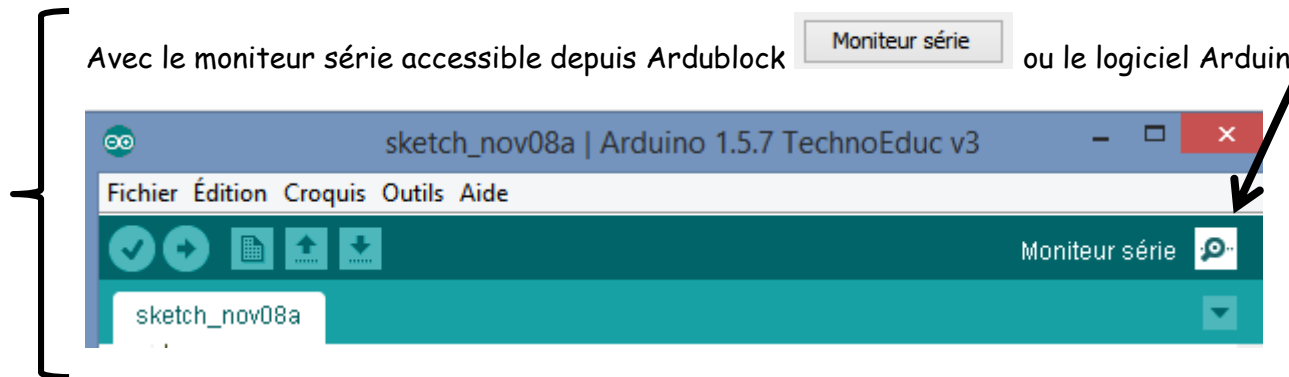 Avec le moniteur série accessible depuis Ardublock Moniteur série ou le logiciel Arduin
sketch_nov08a | Arduino 1.5.7 TechnoEduc v3
Fichier Édition Croquis Outils Aide
Moniteur série
sketch_nov08a